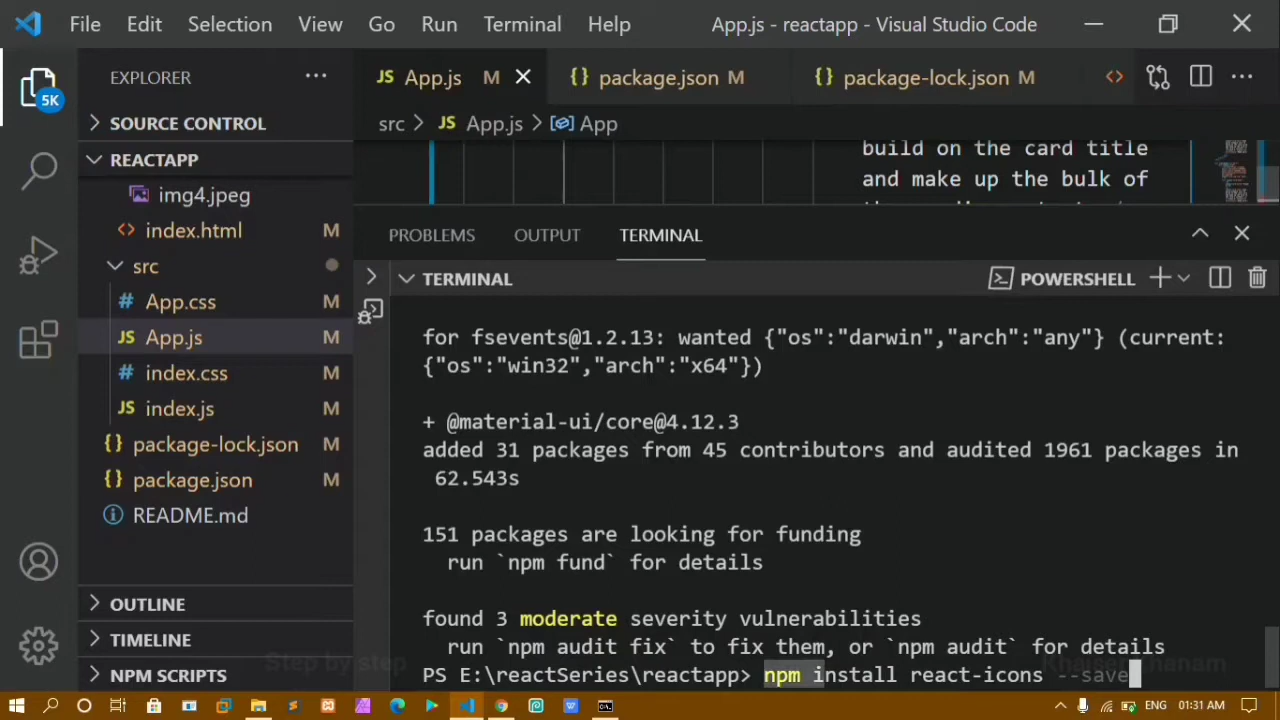 File Edit Selection View Go Run Terminal Help App.js - reactapp - Visual Studio Code
EXPLORER
App.js M
package.json M
package-lock.json M
5K
SOURCE CONTROL
src > App.js > App
REACTAPP
img4.jpeg
index.html M
src
App.css M
App.js M
index.css M
index.js M
package-lock.json M
package.json M
README.md
OUTLINE
TIMELINE
NPM SCRIPTS
build on the card title
and make up the bulk of
PROBLEMS OUTPUT TERMINAL
TERMINAL
POWERSHELL
for fsevents@1.2.13: wanted {"os":"darwin","arch":"any"} (current:
{"os":"win32","arch":"x64"})
+ @material-ui/core@4.12.3
added 31 packages from 45 contributors and audited 1961 packages in
62.543s
151 packages are looking for funding
run `npm fund` for details
found 3 moderate severity vulnerabilities
run `npm audit fix` to fix them, or `npm audit` for details
PS E:\reactSeries\reactapp> npm install react-icons --save
Step by step
ENG 01:31 AM